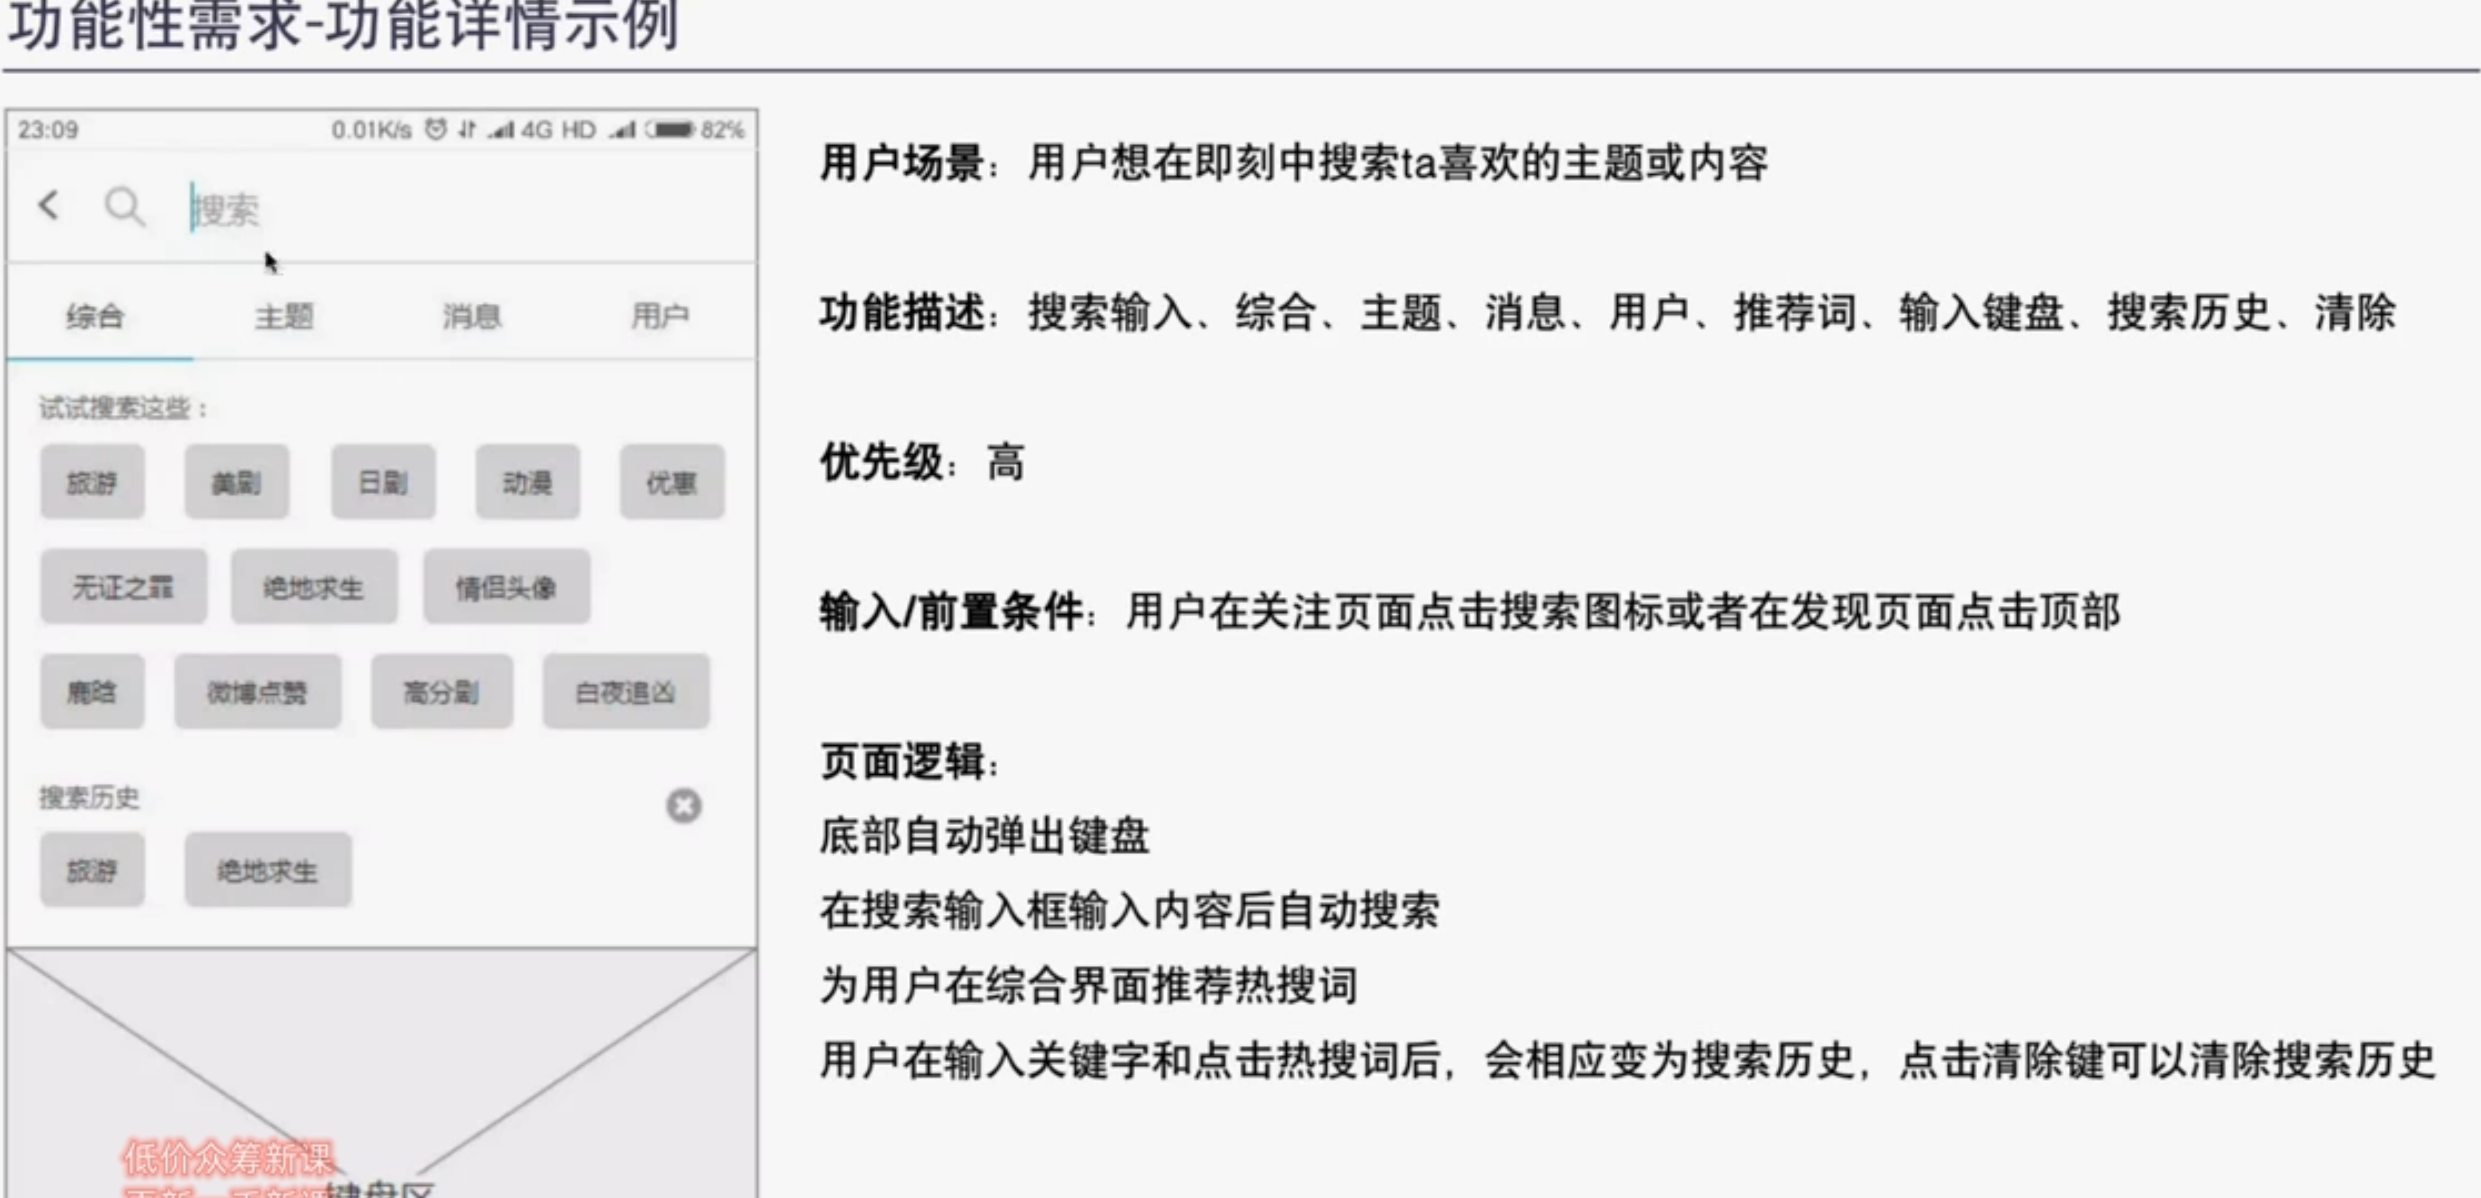 功能性需求-功能详情示例
23:09 0.01K/s 4G HD 82%
搜索
综合 主题 消息 用户
试试搜索这些：
旅游 美剧 日剧 动漫 优惠
无证之罪 绝地求生 情侣头像
鹿晗 微博点赞 高分剧 白夜追凶
搜索历史
旅游 绝地求生
低价众筹新课
键盘区
用户场景：用户想在即刻中搜索ta喜欢的主题或内容
功能描述：搜索输入、综合、主题、消息、用户、推荐词、输入键盘、搜索历史、清除
优先级：高
输入/前置条件：用户在关注页面点击搜索图标或者在发现页面点击顶部
页面逻辑：
底部自动弹出键盘
在搜索输入框输入内容后自动搜索
为用户在综合界面推荐热搜词
用户在输入关键字和点击热搜词后，会相应变为搜索历史，点击清除键可以清除搜索历史